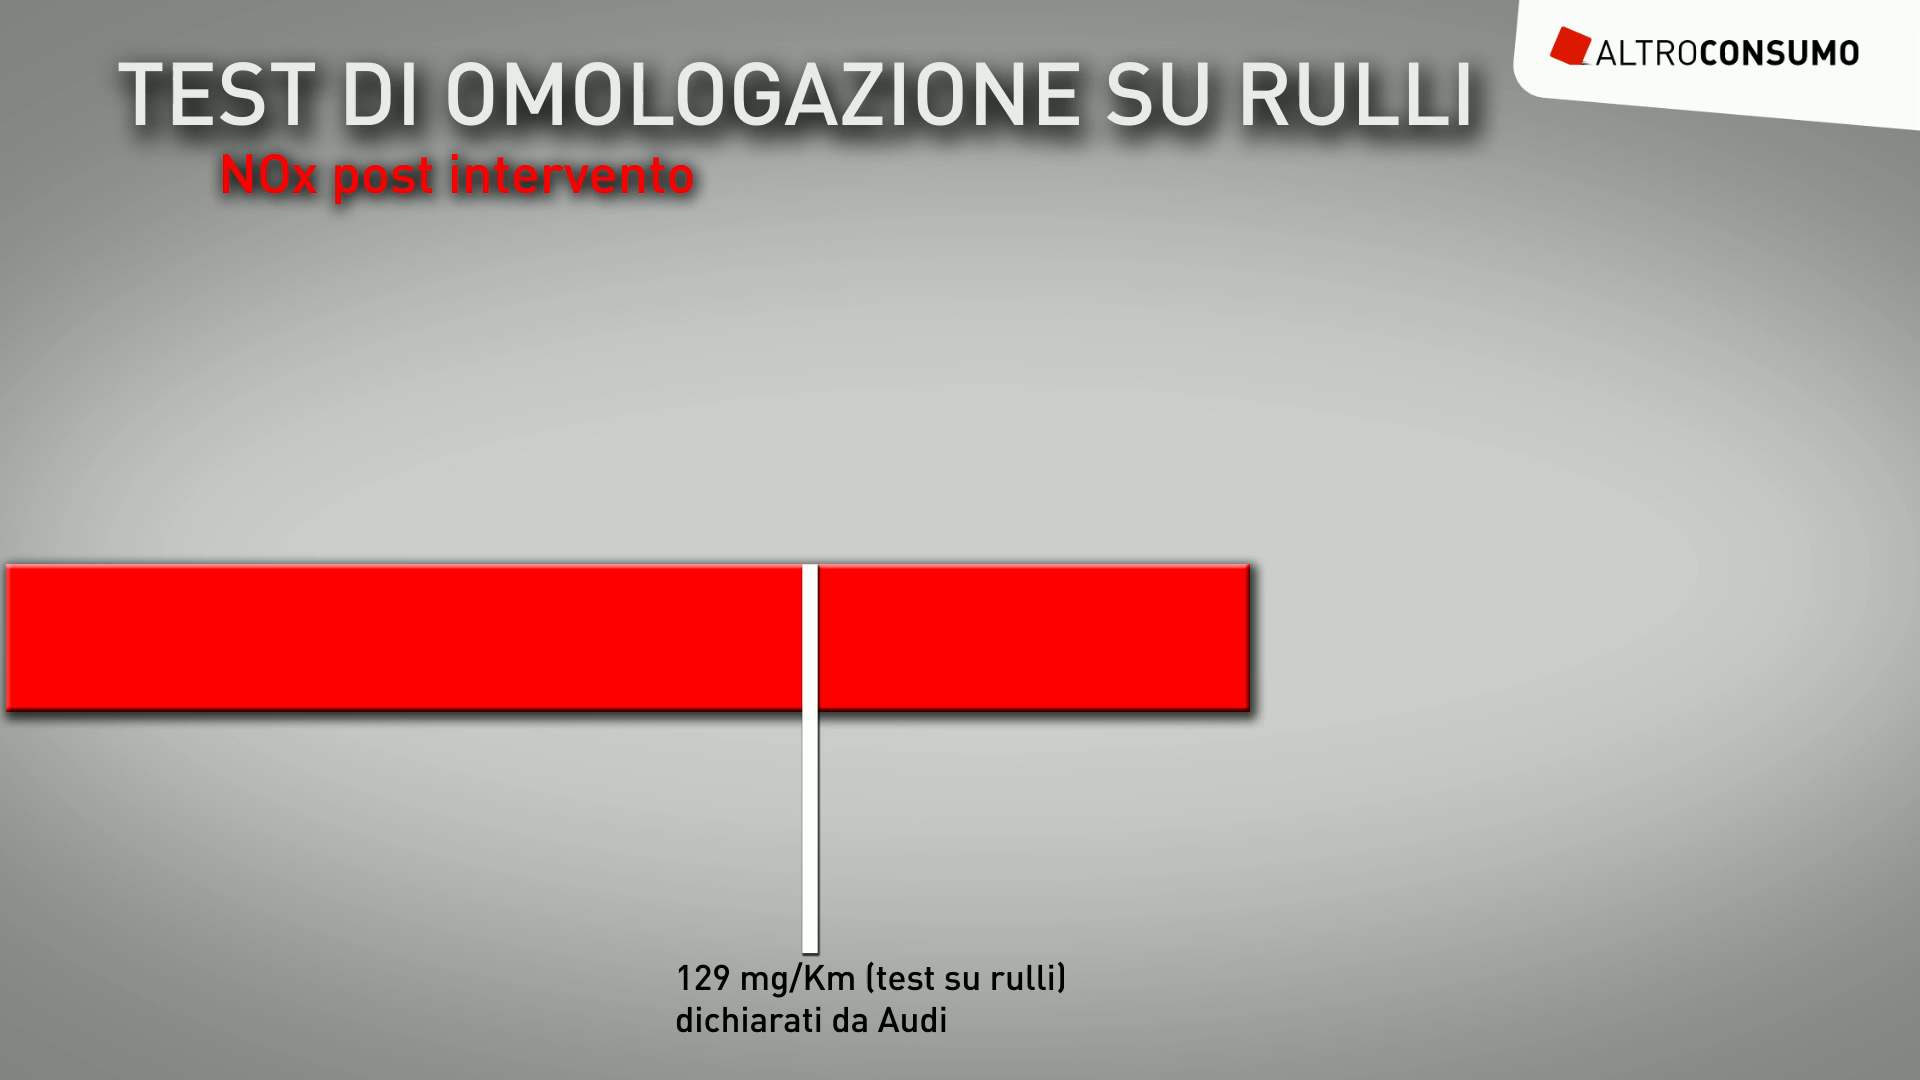 ALTROCONSUMO
TEST DI OMOLOGAZIONE SU RULLI
NOx post intervento
129 mg/Km (test su rulli)
dichiarati da Audi